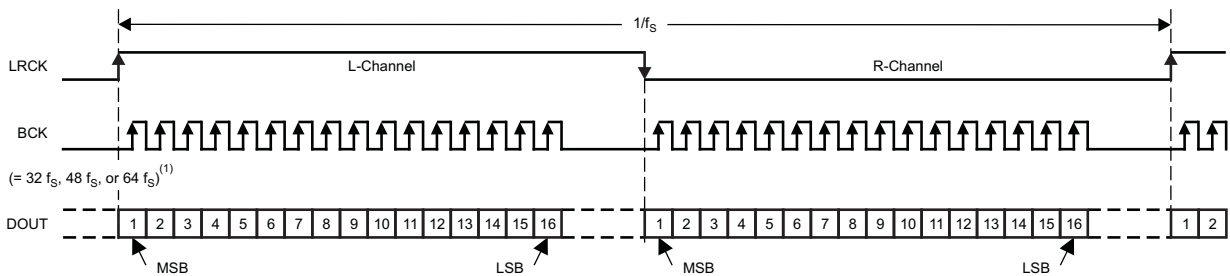 1/fS
LRCK L-Channel R-Channel
BCK
(= 32 fS, 48 fS, or 64 fS)(1)
DOUT 1 2 3 4 5 6 7 8 9 10 11 12 13 14 15 16 1 2 3 4 5 6 7 8 9 10 11 12 13 14 15 16 1 2
MSB LSB MSB LSB